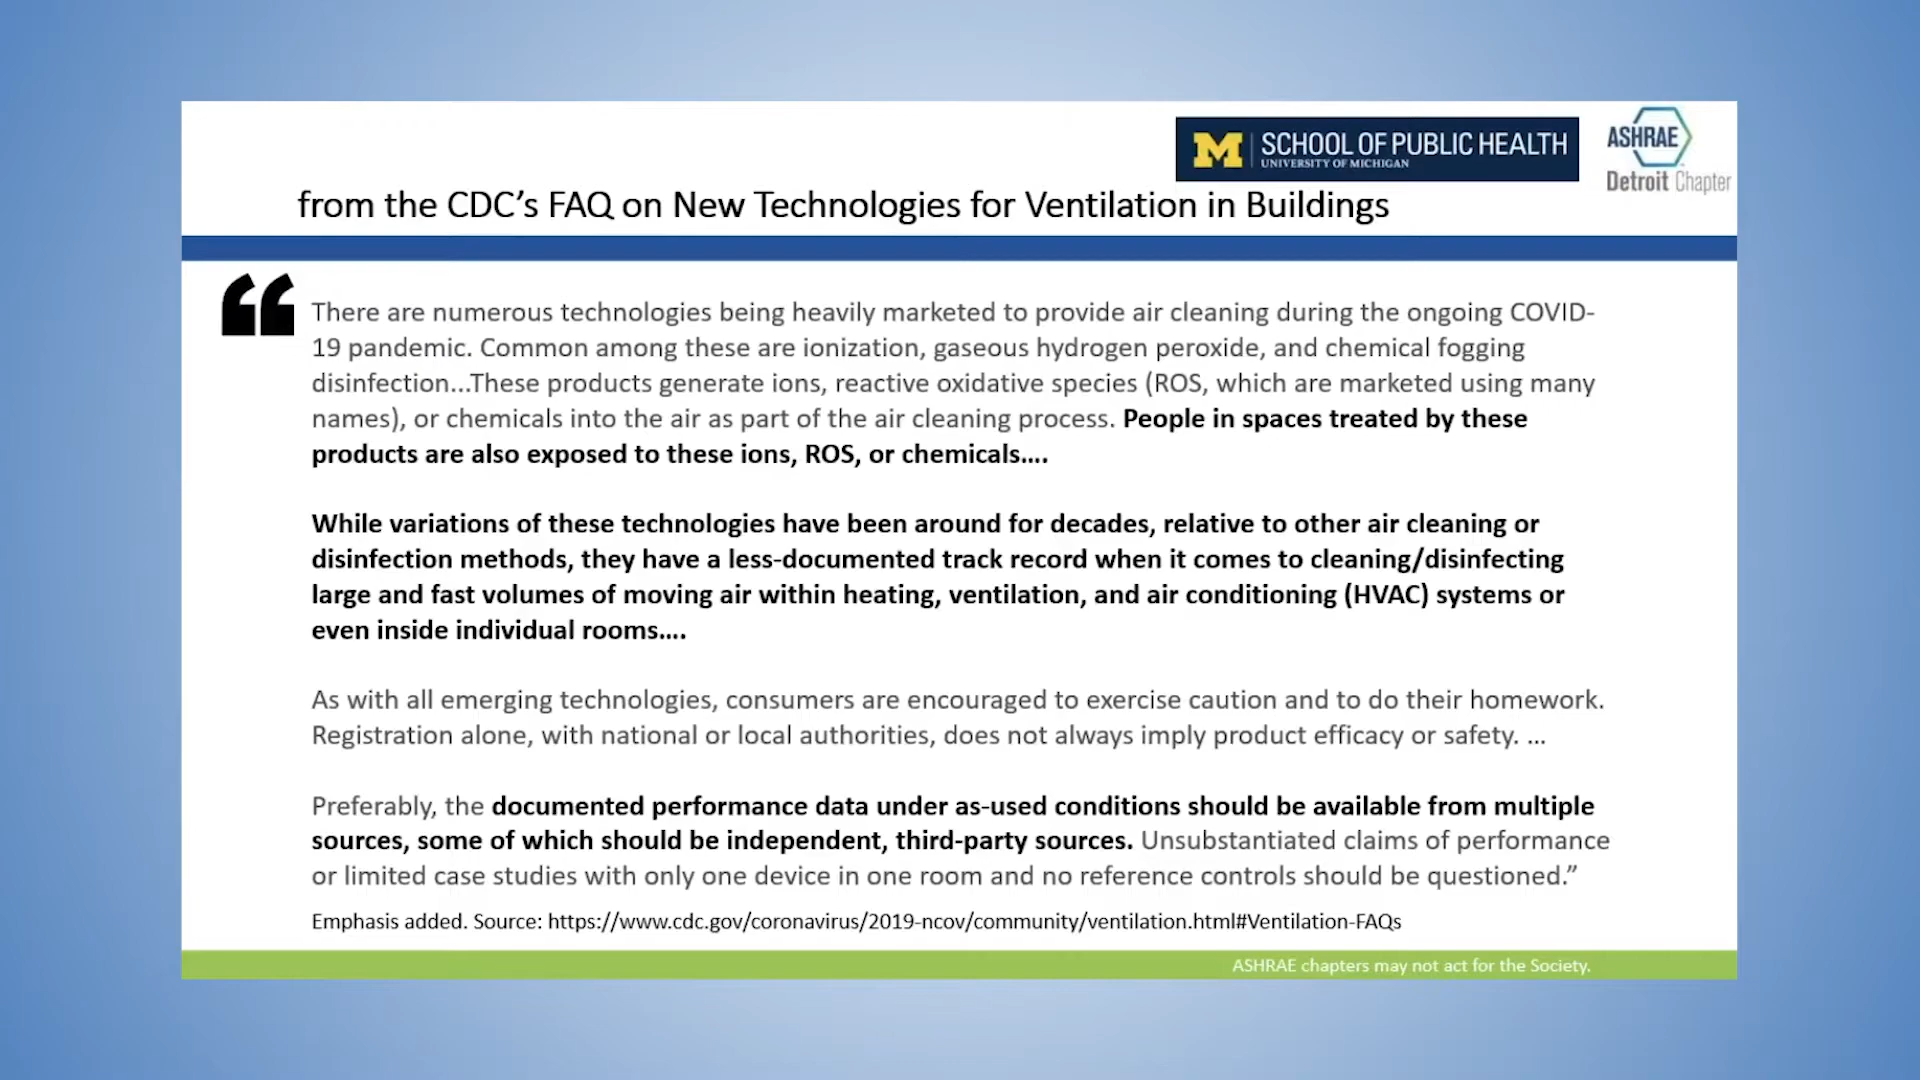 M SCHOOL OF PUBLIC HEALTH
UNIVERSITY OF MICHIGAN
ASHRAE
Detroit Chapter
from the CDC’s FAQ on New Technologies for Ventilation in Buildings
“ There are numerous technologies being heavily marketed to provide air cleaning during the ongoing COVID-
19 pandemic. Common among these are ionization, gaseous hydrogen peroxide, and chemical fogging
disinfection...These products generate ions, reactive oxidative species (ROS, which are marketed using many
names), or chemicals into the air as part of the air cleaning process. People in spaces treated by these
products are also exposed to these ions, ROS, or chemicals....
While variations of these technologies have been around for decades, relative to other air cleaning or
disinfection methods, they have a less-documented track record when it comes to cleaning/disinfecting
large and fast volumes of moving air within heating, ventilation, and air conditioning (HVAC) systems or
even inside individual rooms....
As with all emerging technologies, consumers are encouraged to exercise caution and to do their homework.
Registration alone, with national or local authorities, does not always imply product efficacy or safety. ...
Preferably, the documented performance data under as-used conditions should be available from multiple
sources, some of which should be independent, third-party sources. Unsubstantiated claims of performance
or limited case studies with only one device in one room and no reference controls should be questioned.”
Emphasis added. Source: https://www.cdc.gov/coronavirus/2019-ncov/community/ventilation.html#Ventilation-FAQs
ASHRAE chapters may not act for the Society.